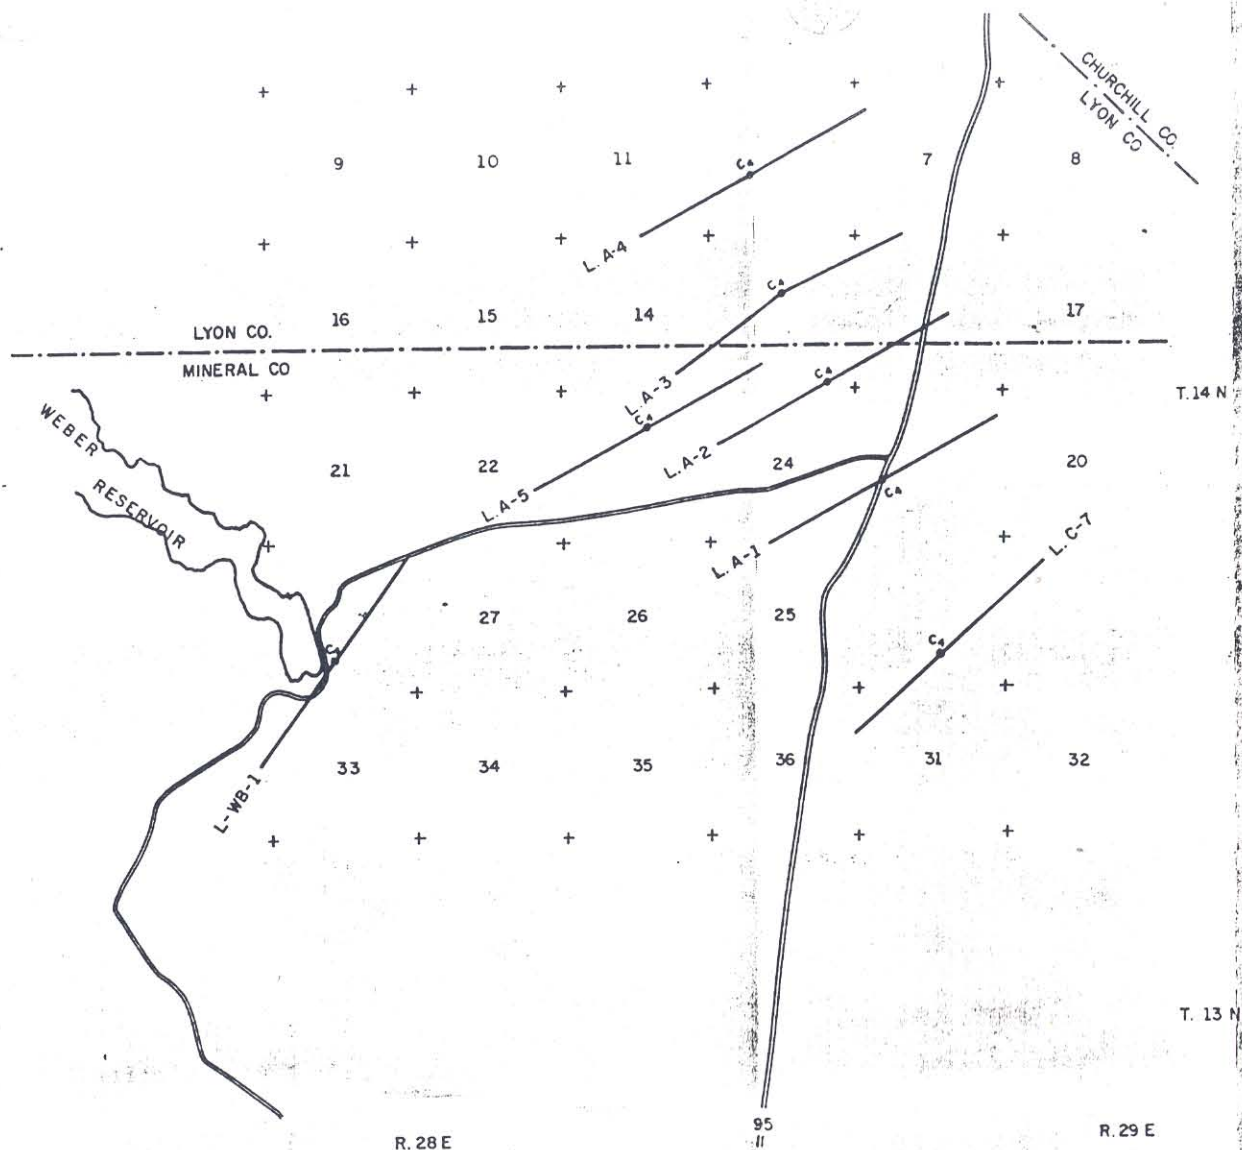 CHURCHILL CO.
LYON CO
9
10
11
C4
7
8
L. A-4
C4
16
15
14
17
LYON CO.
MINERAL CO
L. A-3
C4
T. 14 N
WEBER
RESERVOIR
C4
L. A-2
21
22
24
20
L. A-5
C4
L. A-1
L. C-7
27
26
25
C4
C4
33
34
35
36
31
32
L-WB-1
T. 13 N
95
R. 28 E
R. 29 E